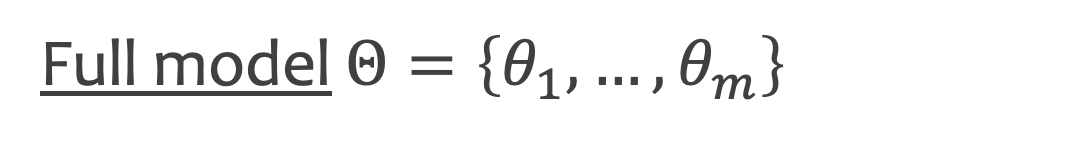 Full model Θ = {θ₁, … , θₘ}